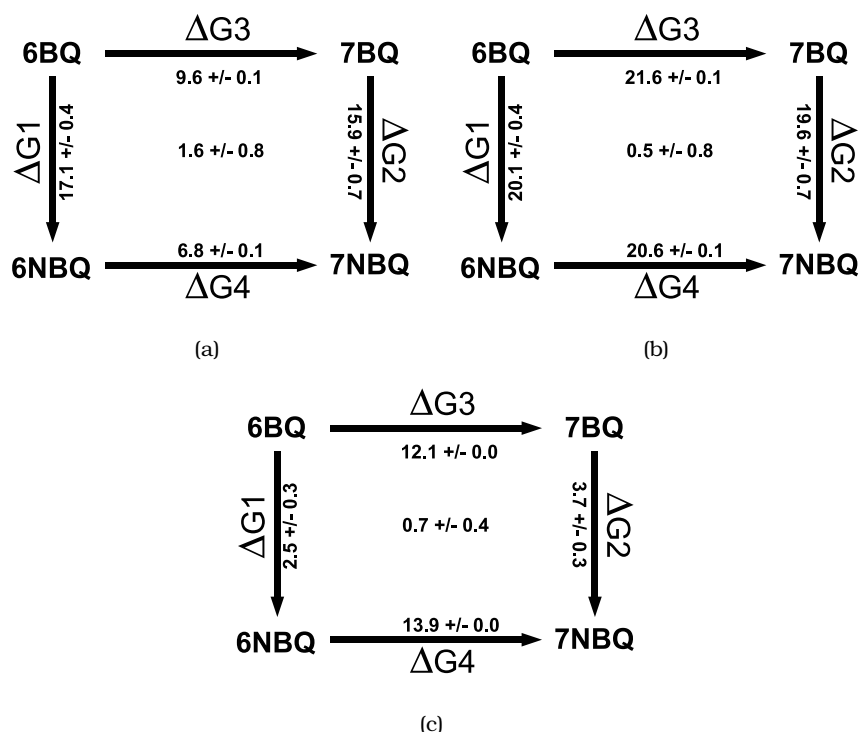 ΔG3
6BQ
7BQ
9.6 +/- 0.1
ΔG1
17.1 +/- 0.4
1.6 +/- 0.8
15.9 +/- 0.7
ΔG2
6.8 +/- 0.1
6NBQ
7NBQ
ΔG4
(a)
ΔG3
6BQ
7BQ
21.6 +/- 0.1
ΔG1
20.1 +/- 0.4
0.5 +/- 0.8
19.6 +/- 0.7
ΔG2
20.6 +/- 0.1
6NBQ
7NBQ
ΔG4
(b)
ΔG3
6BQ
7BQ
12.1 +/- 0.0
ΔG1
2.5 +/- 0.3
0.7 +/- 0.4
3.7 +/- 0.3
ΔG2
13.9 +/- 0.0
6NBQ
7NBQ
ΔG4
(c)